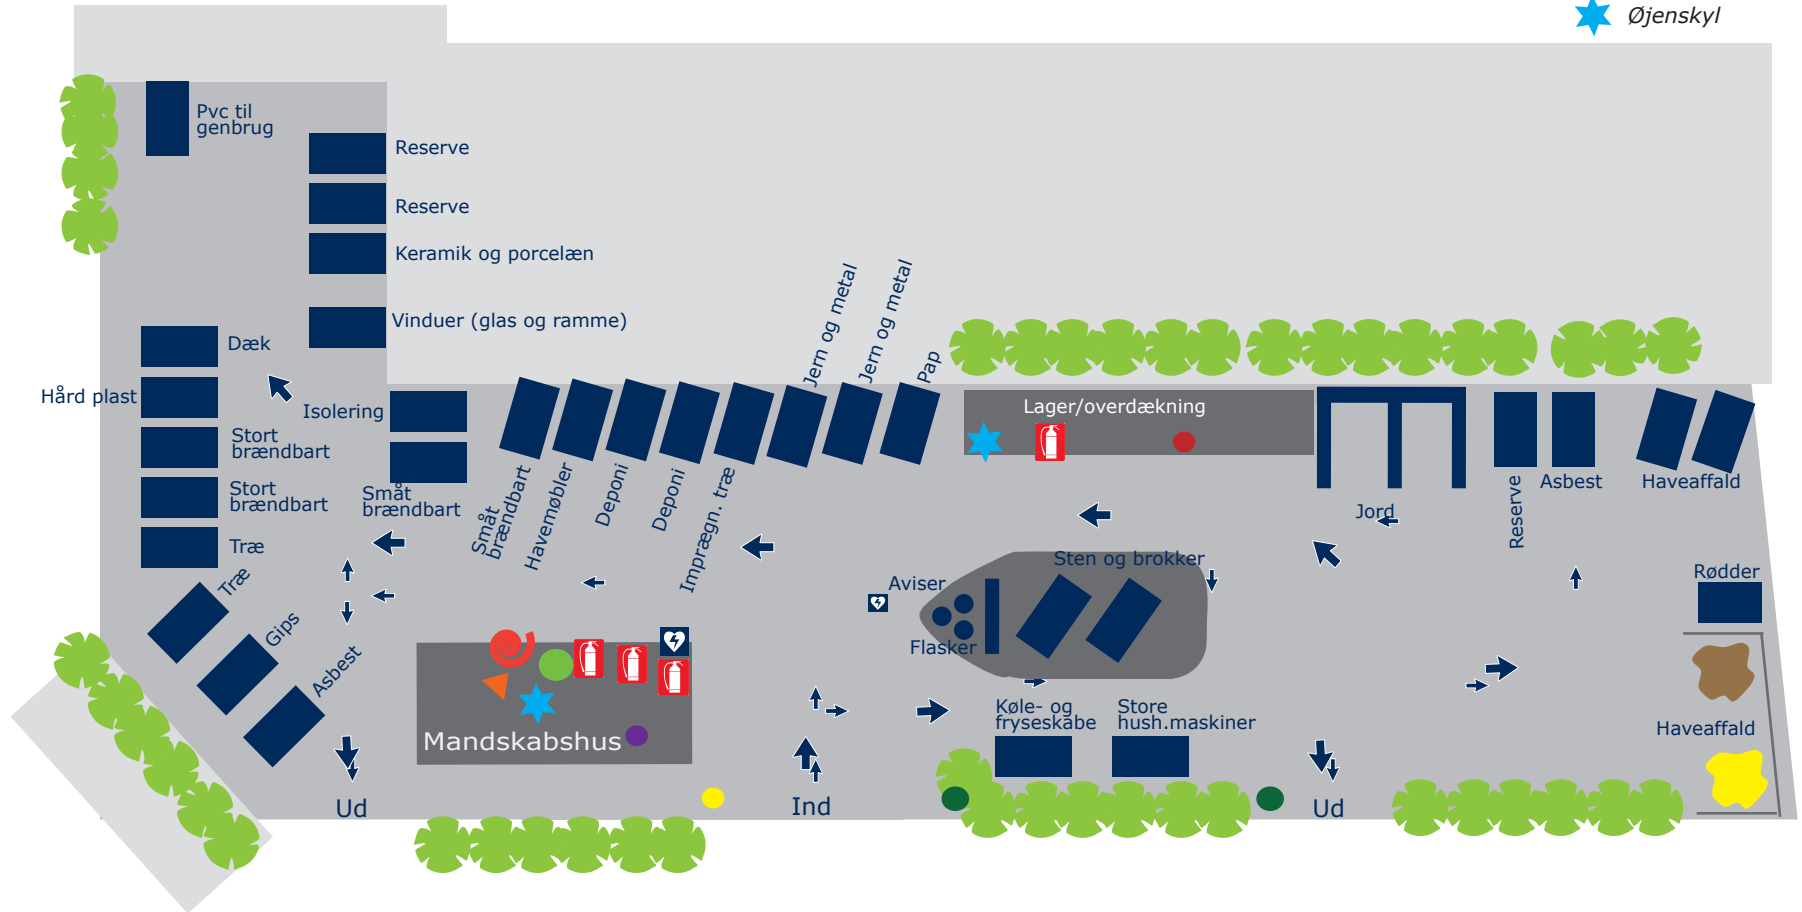 Øjenskyl
Pvc til
genbrug
Reserve
Reserve
Keramik og porcelæn
Vinduer (glas og ramme)
Dæk
Hård plast
Stort
brændbart
Stort
brændbart
Træ
Træ
Gips
Asbest
Isolering
Småt
brændbart
Småt
brændbart
Havemøbler
Deponi
Deponi
Imprægn. træ
Jern og metal
Jern og metal
Pap
Lager/overdækning
Jord
Reserve
Asbest
Haveaffald
Rødder
Haveaffald
Sten og brokker
Aviser
Flasker
Køle- og
fryseskabe
Store
hush.maskiner
Mandskabshus
Ud
Ind
Ud